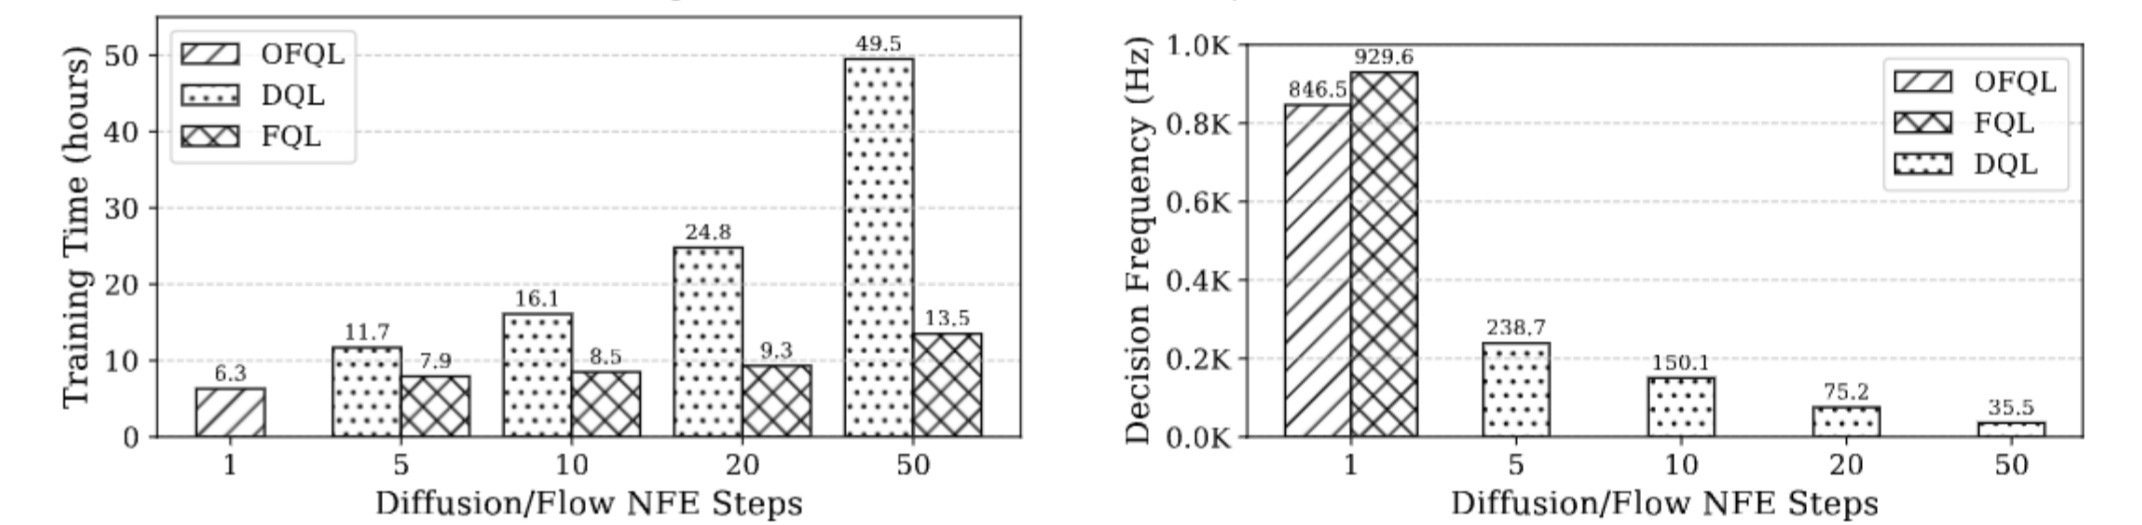 50
40
30
20
10
0
Training Time (hours)
OFQL
DQL
FQL
6.3
11.7
7.9
16.1
8.5
24.8
9.3
49.5
13.5
1 5 10 20 50
Diffusion/Flow NFE Steps
1.0K
0.8K
0.6K
0.4K
0.2K
0.0K
Decision Frequency (Hz)
OFQL
FQL
DQL
846.5
929.6
238.7
150.1
75.2
35.5
1 5 10 20 50
Diffusion/Flow NFE Steps